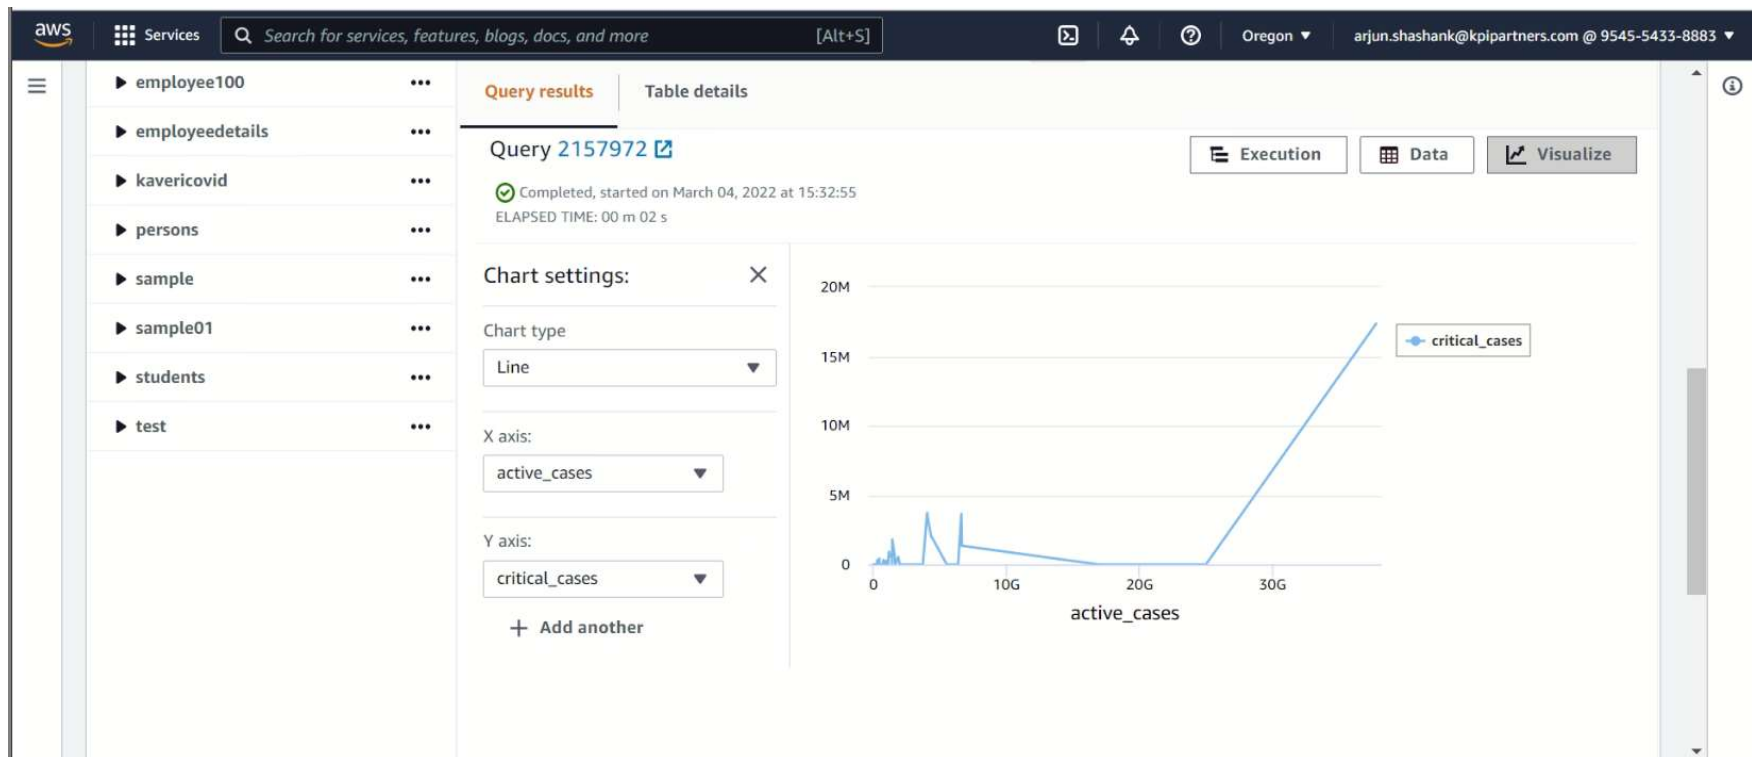 aws
Services
Search for services, features, blogs, docs, and more
[Alt+S]
Oregon ▼
arjun.shashank@kpipartners.com @ 9545-5433-8883 ▼
employee100
employeedetails
kavericovid
persons
sample
sample01
students
test
Query results
Table details
Query 2157972
Execution
Data
Visualize
Completed, started on March 04, 2022 at 15:32:55
ELAPSED TIME: 00 m 02 s
Chart settings:
Chart type
Line
X axis:
active_cases
Y axis:
critical_cases
+ Add another
20M
15M
10M
5M
0
0
10G
20G
30G
active_cases
critical_cases